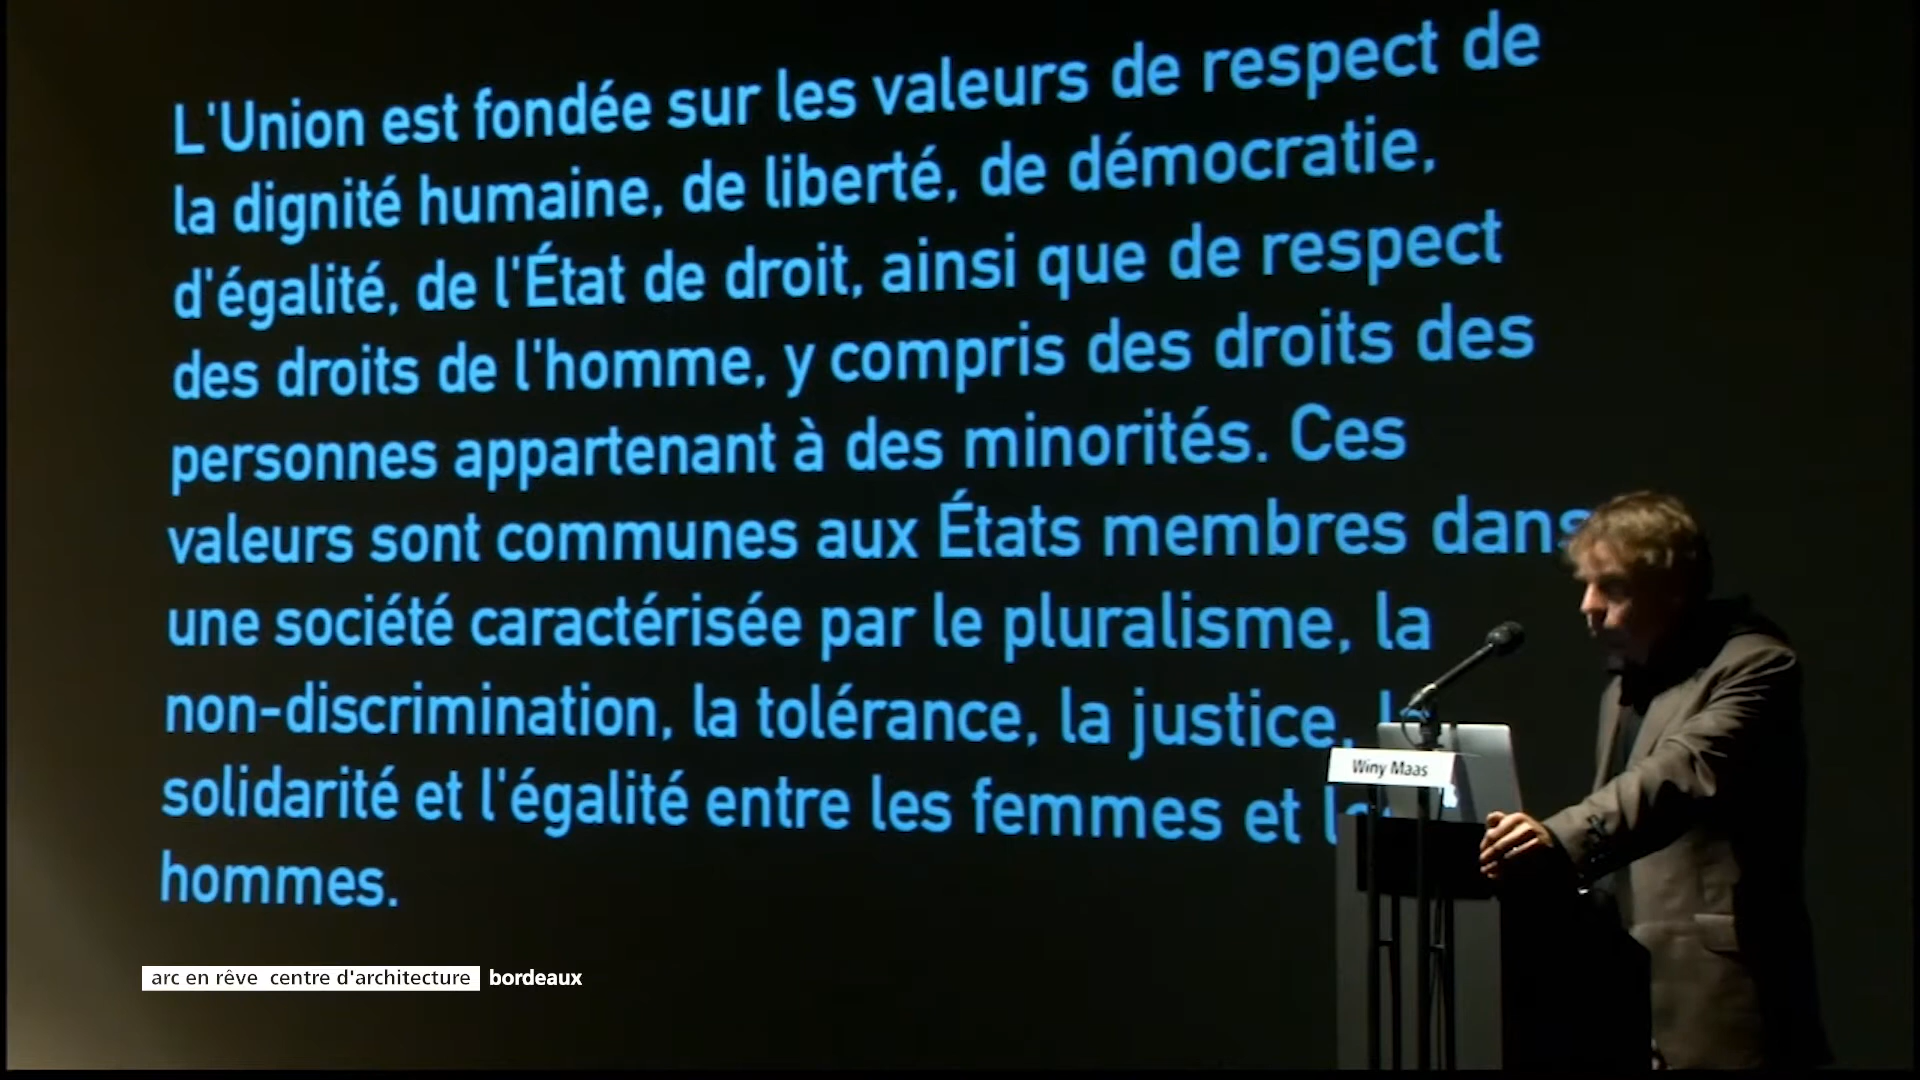 L'Union est fondée sur les valeurs de respect de
la dignité humaine, de liberté, de démocratie,
d'égalité, de l'État de droit, ainsi que de respect
des droits de l'homme, y compris des droits des
personnes appartenant à des minorités. Ces
valeurs sont communes aux États membres dans
une société caractérisée par le pluralisme, la
non-discrimination, la tolérance, la justice,
solidarité et l'égalité entre les femmes et
hommes.
Winy Maas
arc en rêve centre d'architecture bordeaux